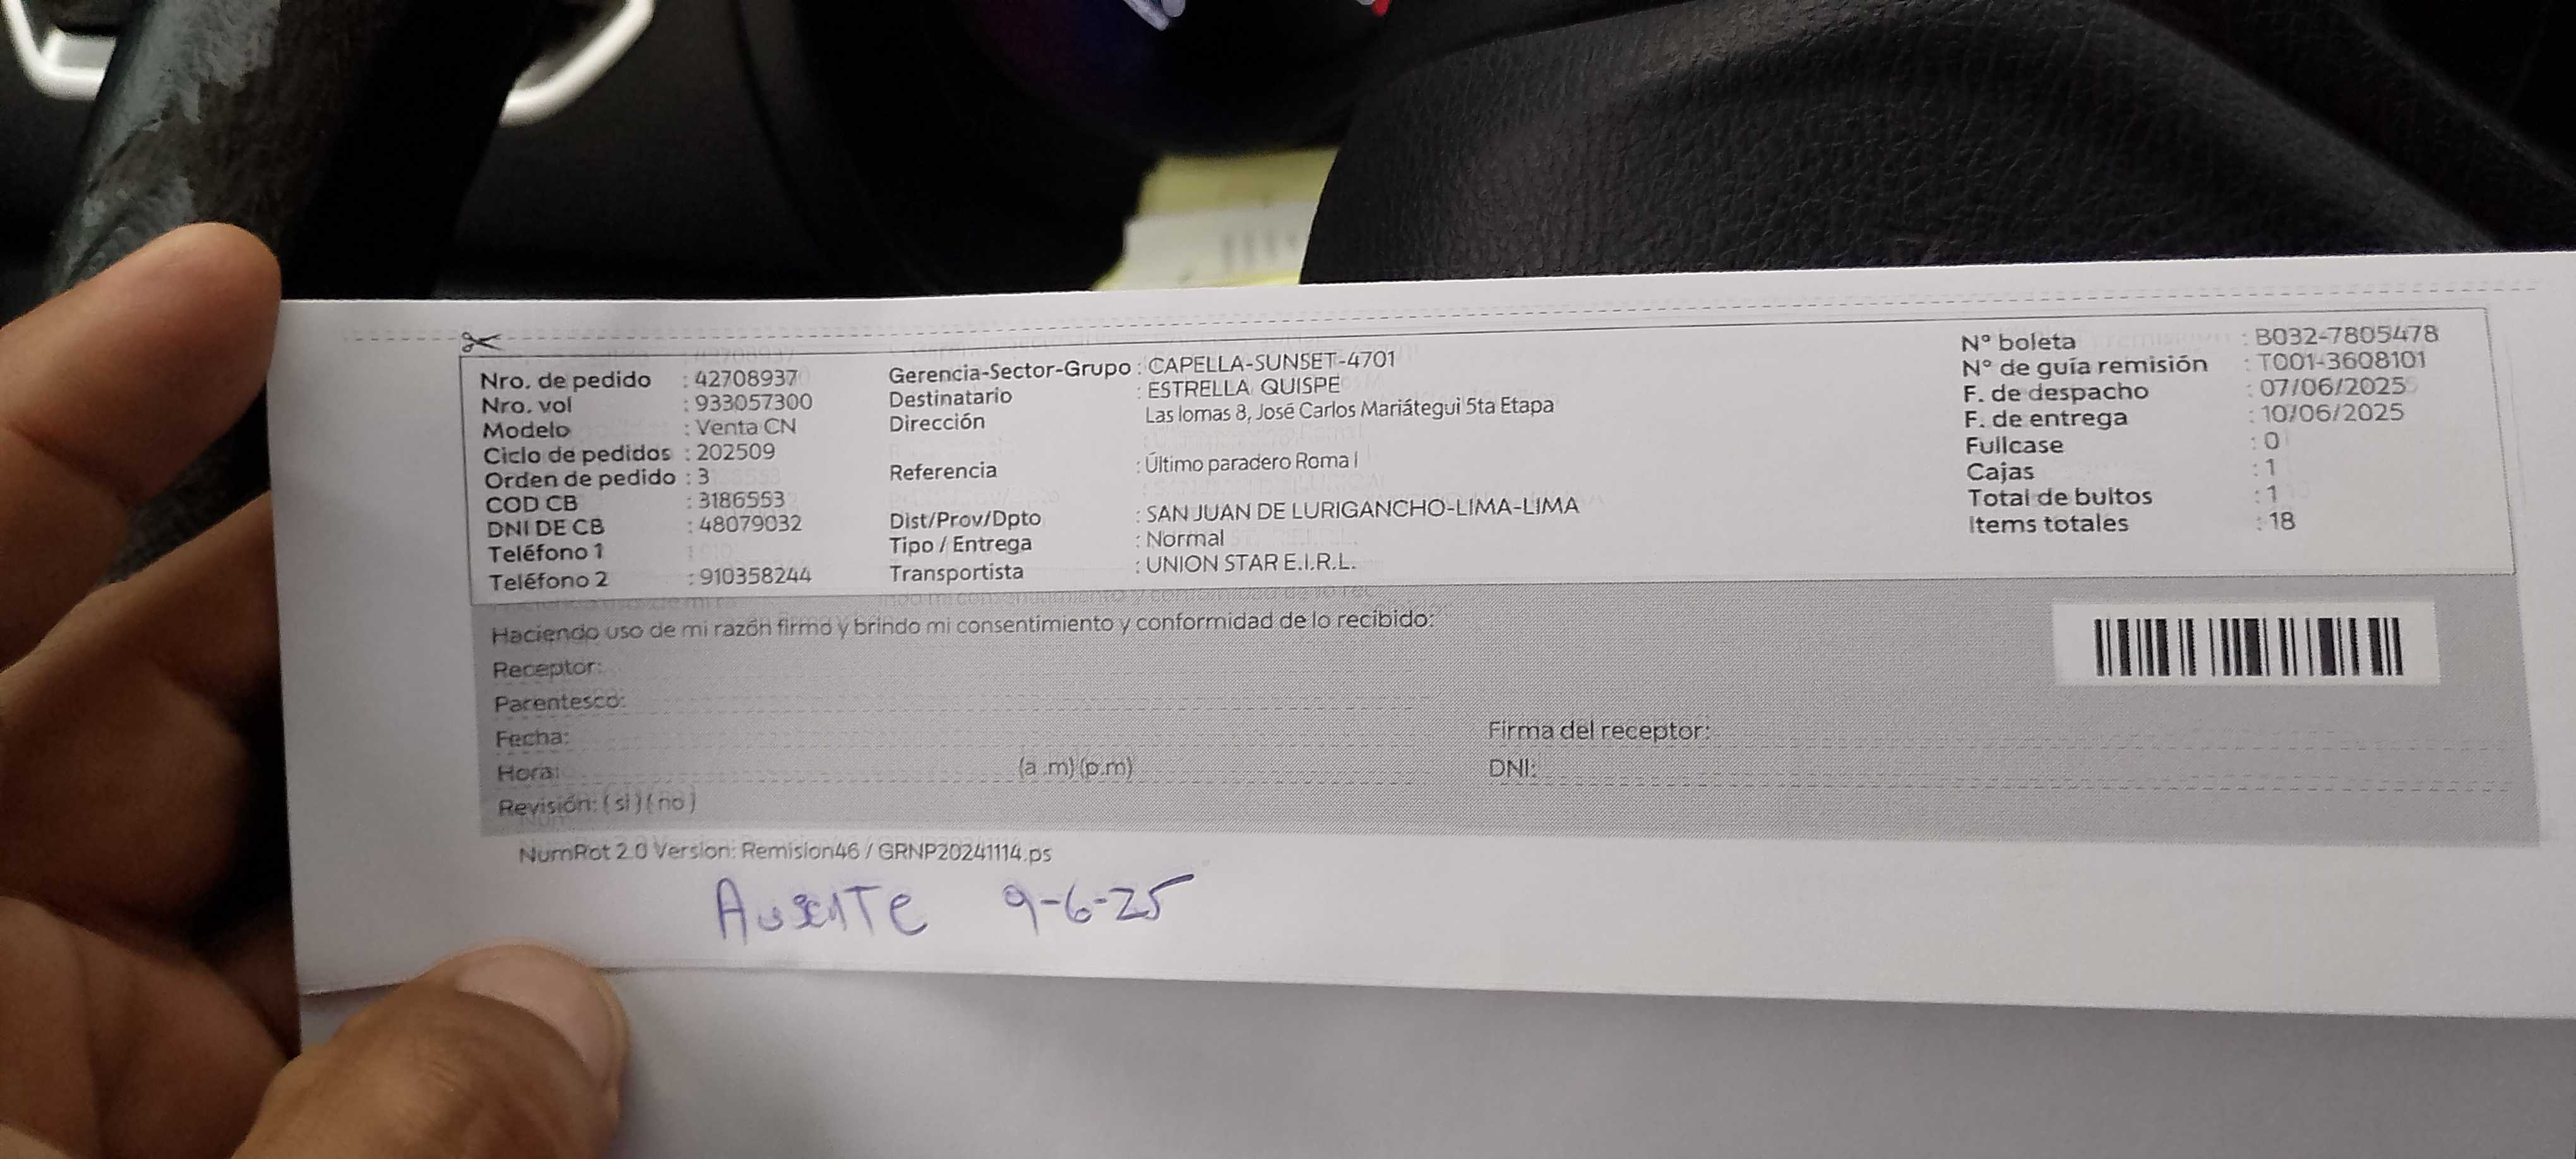 Nro. de pedido : 42708937
Nro. vol : 933057300
Modelo : Venta CN
Ciclo de pedidos : 202509
Orden de pedido : 3
COD CB : 3186553
DNI DE CB : 48079032
Teléfono 1 :
Teléfono 2 : 910358244
Gerencia-Sector-Grupo : CAPELLA-SUNSET-4701
Destinatario : ESTRELLA QUISPE
Dirección Las lomas 8, José Carlos Mariátegui 5ta Etapa
Referencia : Último paradero Roma I
Dist/Prov/Dpto : SAN JUAN DE LURIGANCHO-LIMA-LIMA
Tipo / Entrega : Normal
Transportista : UNION STAR E.I.R.L.
N° boleta : B032-7805478
N° de guía remisión : T001-3608101
F. de despacho : 07/06/2025
F. de entrega : 10/06/2025
Fullcase : 0
Cajas : 1
Total de bultos : 1
Items totales : 18
Haciendo uso de mi razón firmo y brindo mi consentimiento y conformidad de lo recibido:
Receptor:
Parentesco:
Fecha:
Hora: (a.m) (p.m)
Revisión: (si) (no)
Firma del receptor:
DNI:
NumRot 2.0 Version: Remision46 / GRNP20241114.ps
AUSENTE 9-6-25